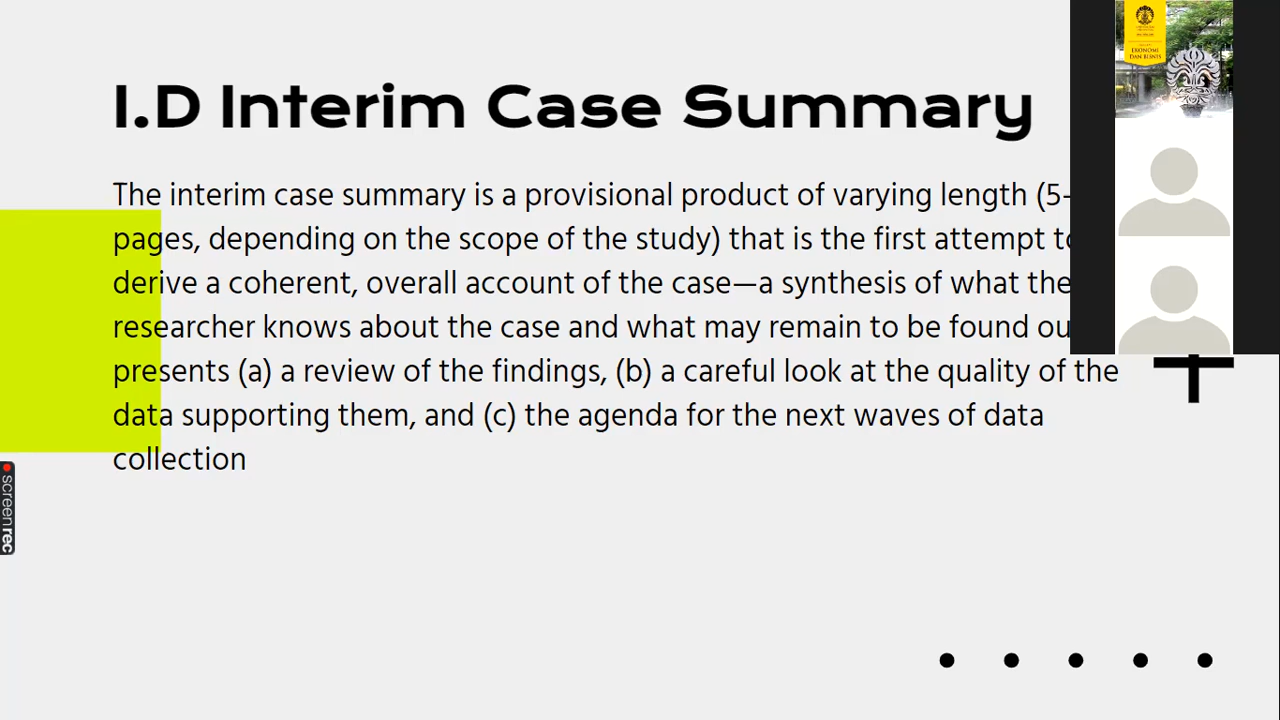 I.D Interim Case Summary
The interim case summary is a provisional product of varying length (5-
pages, depending on the scope of the study) that is the first attempt to
derive a coherent, overall account of the case—a synthesis of what the
researcher knows about the case and what may remain to be found
presents (a) a review of the findings, (b) a careful look at the quality of the
data supporting them, and (c) the agenda for the next waves of data
collection
EKONOMI
DAN BISNIS
screenrec